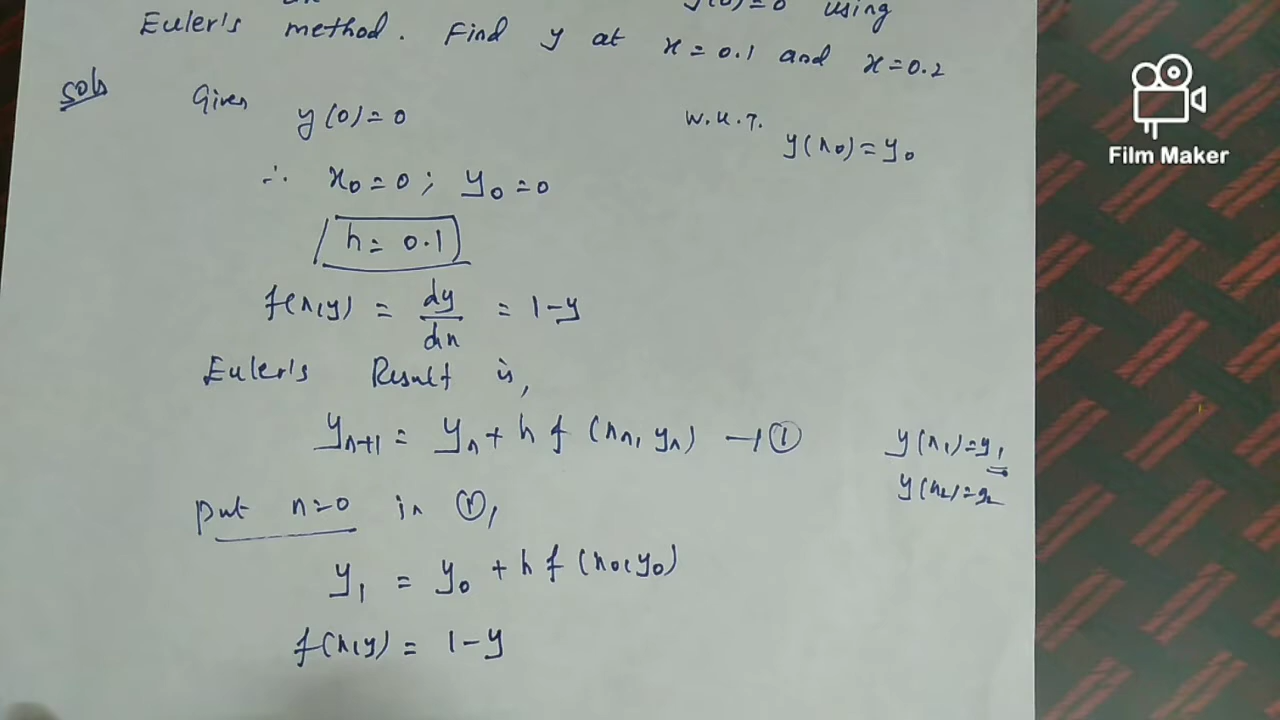 y(0)=0 using
Euler's method. Find y at x = 0.1 and x=0.2
Soln Given
y(0)=0
W.K.T.
y(x0)=y0
∴ x0=0; y0=0
h= 0.1
f(x,y) = dy/dx = 1-y
Euler's Result is,
yn+1 = yn + h f (xn, yn) —①
y(x1)=y1
y(x2)=y2
put n=0 in ①,
y1 = y0 + h f (x0,y0)
f(x,y) = 1-y
Film Maker